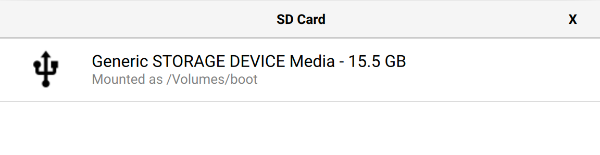 SD Card X
Generic STORAGE DEVICE Media - 15.5 GB
Mounted as /Volumes/boot